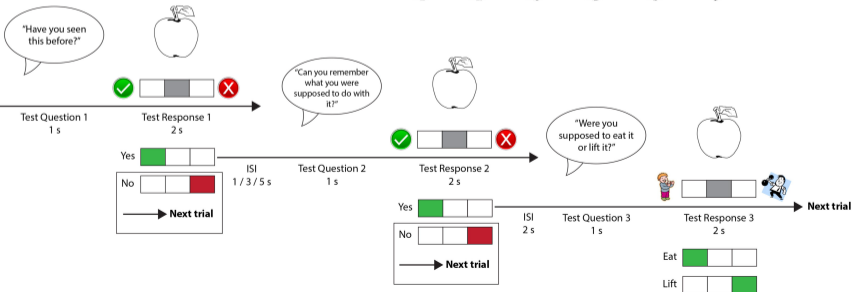 "Have you seen
this before?"
Test Question 1
1 s
Test Response 1
2 s
Yes
No
Next trial
ISI
1 / 3 / 5 s
"Can you remember
what you were
supposed to do with
it?"
Test Question 2
1 s
Test Response 2
2 s
Yes
No
Next trial
ISI
2 s
"Were you
supposed to eat it
or lift it?"
Test Question 3
1 s
Test Response 3
2 s
Next trial
Eat
Lift